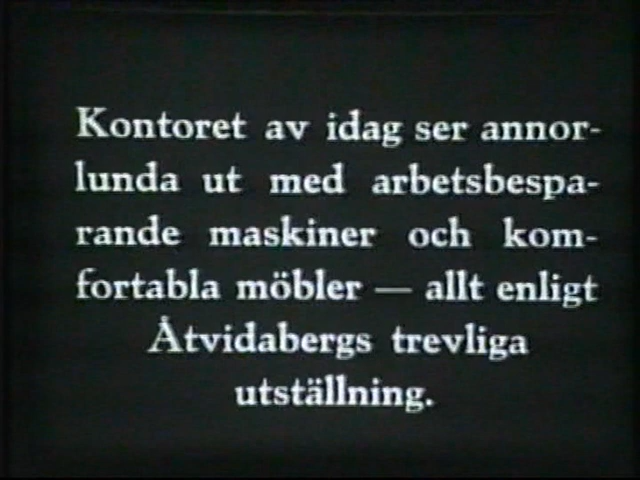 Kontoret av idag ser annor-
lunda ut med arbetsbespa-
rande maskiner och kom-
fortabla möbler — allt enligt
Åtvidabergs trevliga
utställning.